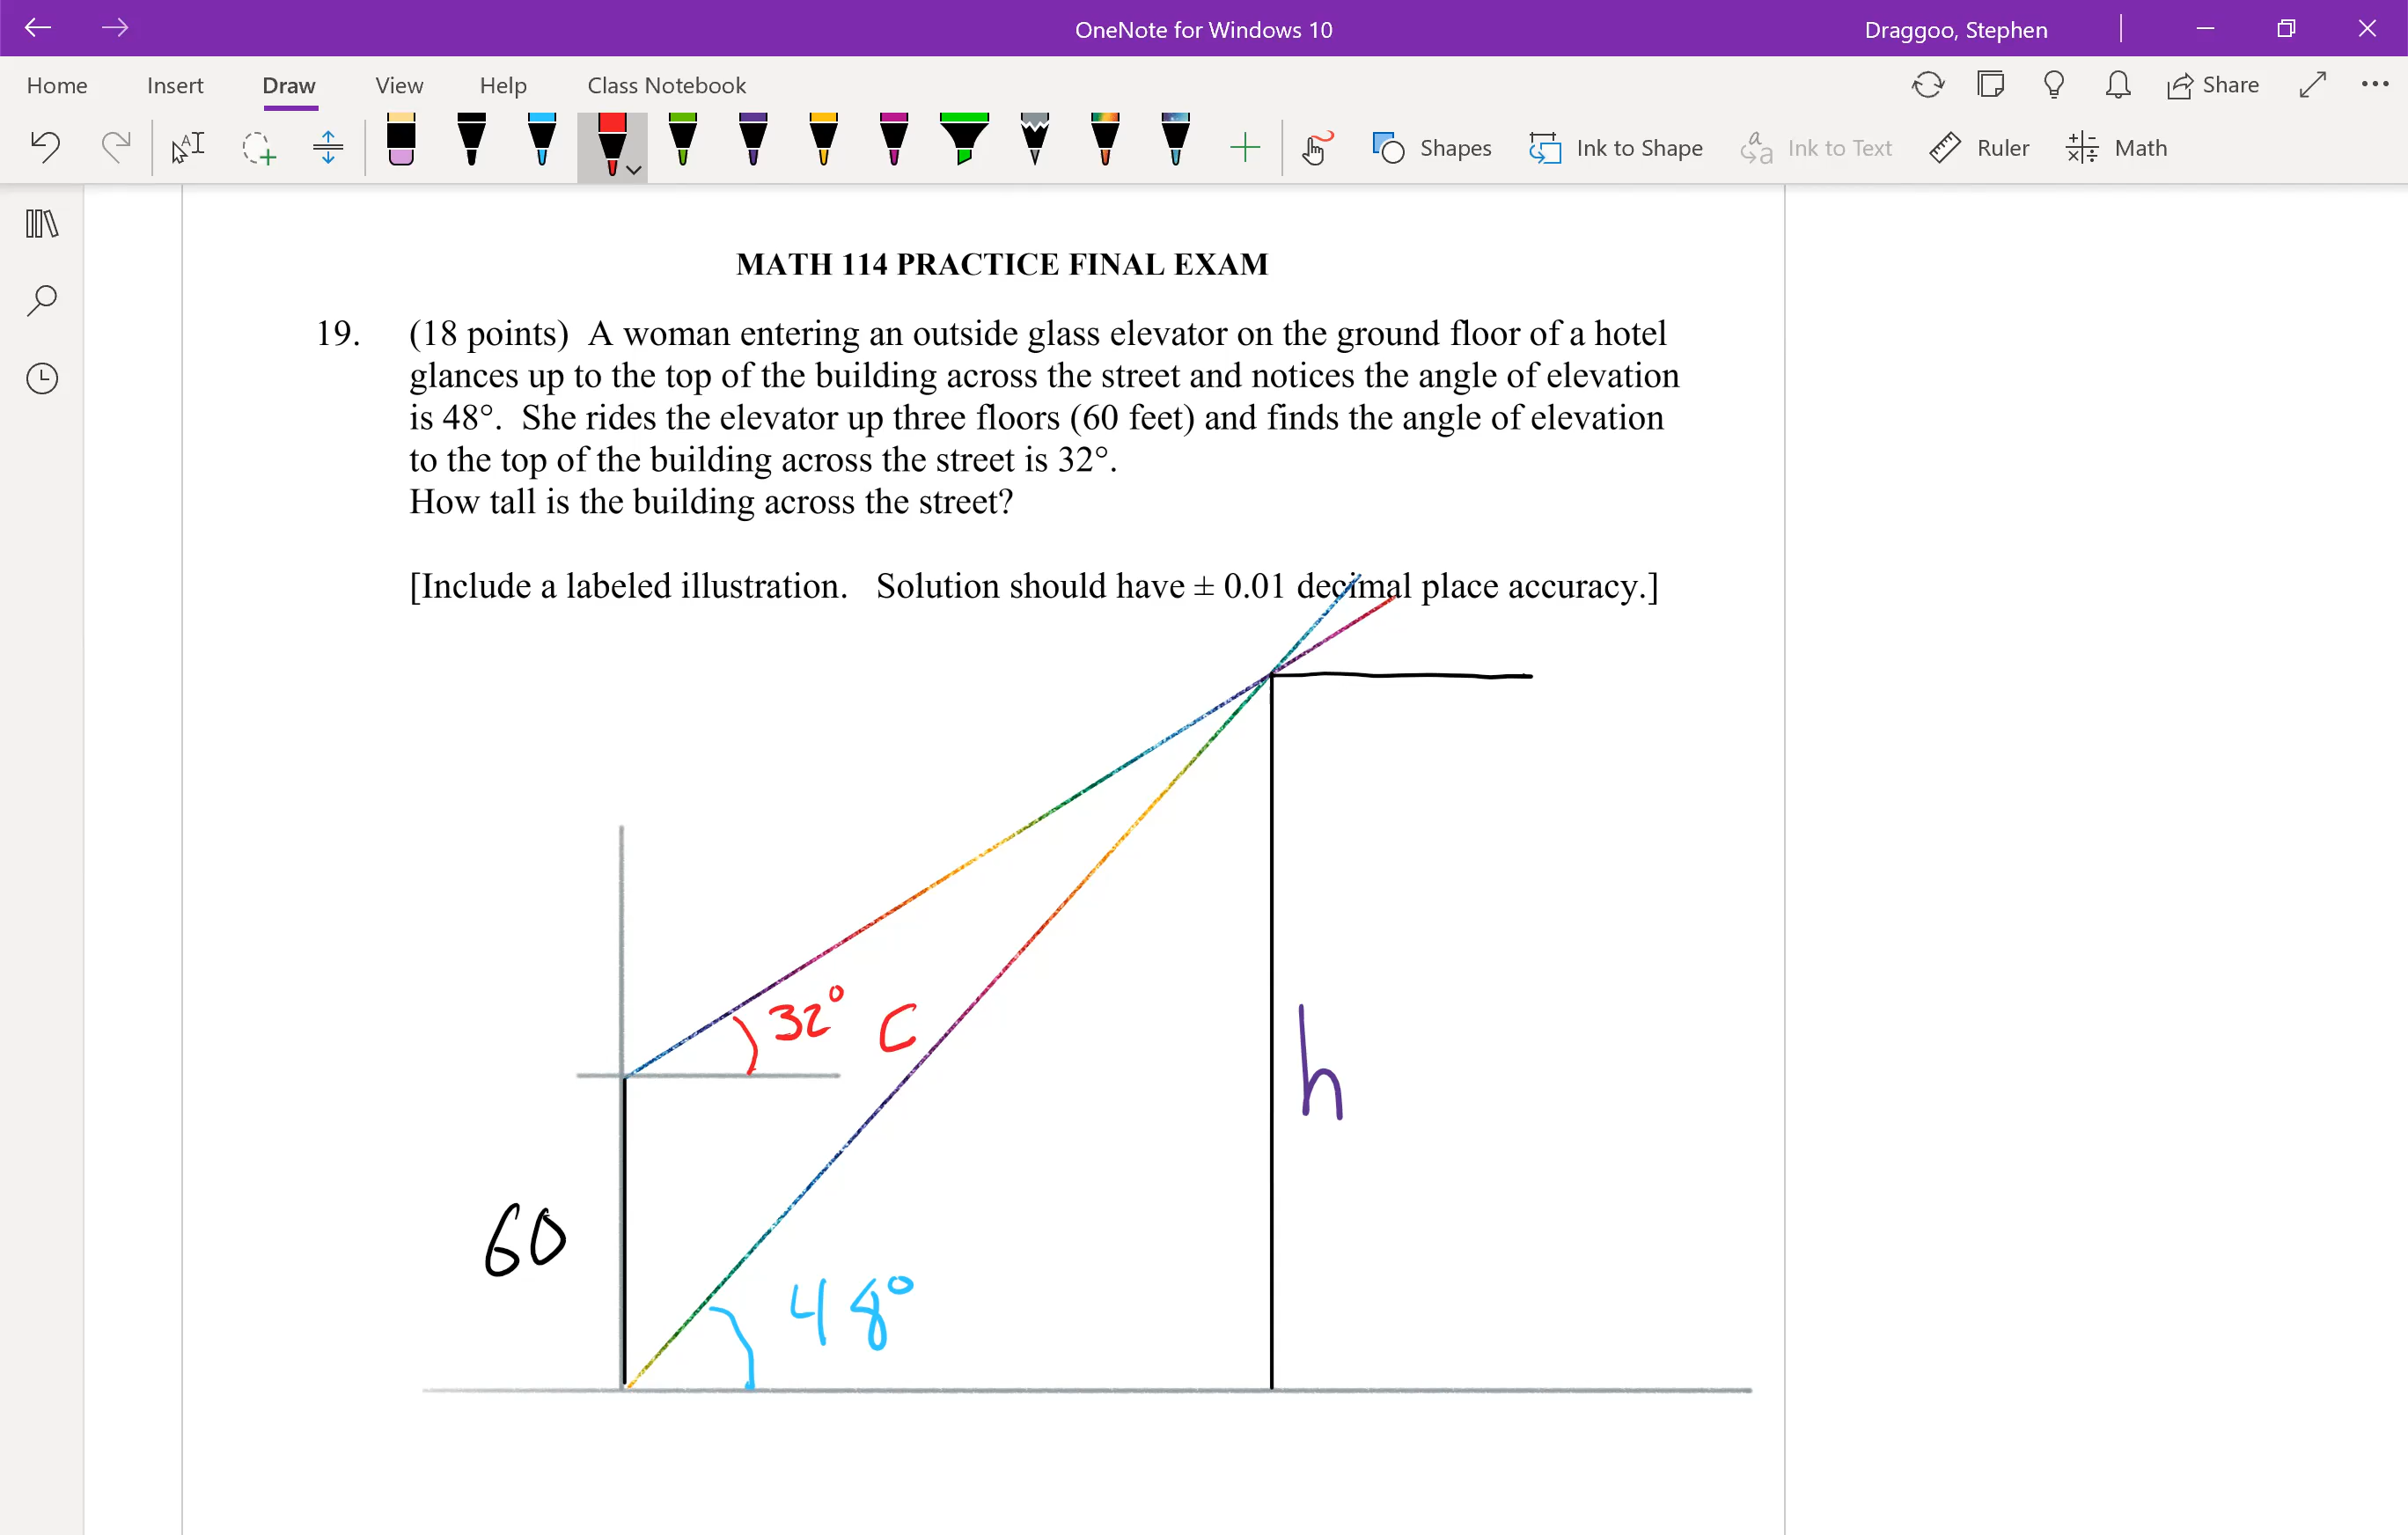 OneNote for Windows 10
Draggoo, Stephen
Home Insert Draw View Help Class Notebook
Share
Shapes Ink to Shape Ink to Text Ruler Math
MATH 114 PRACTICE FINAL EXAM
19. (18 points) A woman entering an outside glass elevator on the ground floor of a hotel
glances up to the top of the building across the street and notices the angle of elevation
is 48°. She rides the elevator up three floors (60 feet) and finds the angle of elevation
to the top of the building across the street is 32°.
How tall is the building across the street?
[Include a labeled illustration. Solution should have ± 0.01 decimal place accuracy.]
32° C
h
60
48°